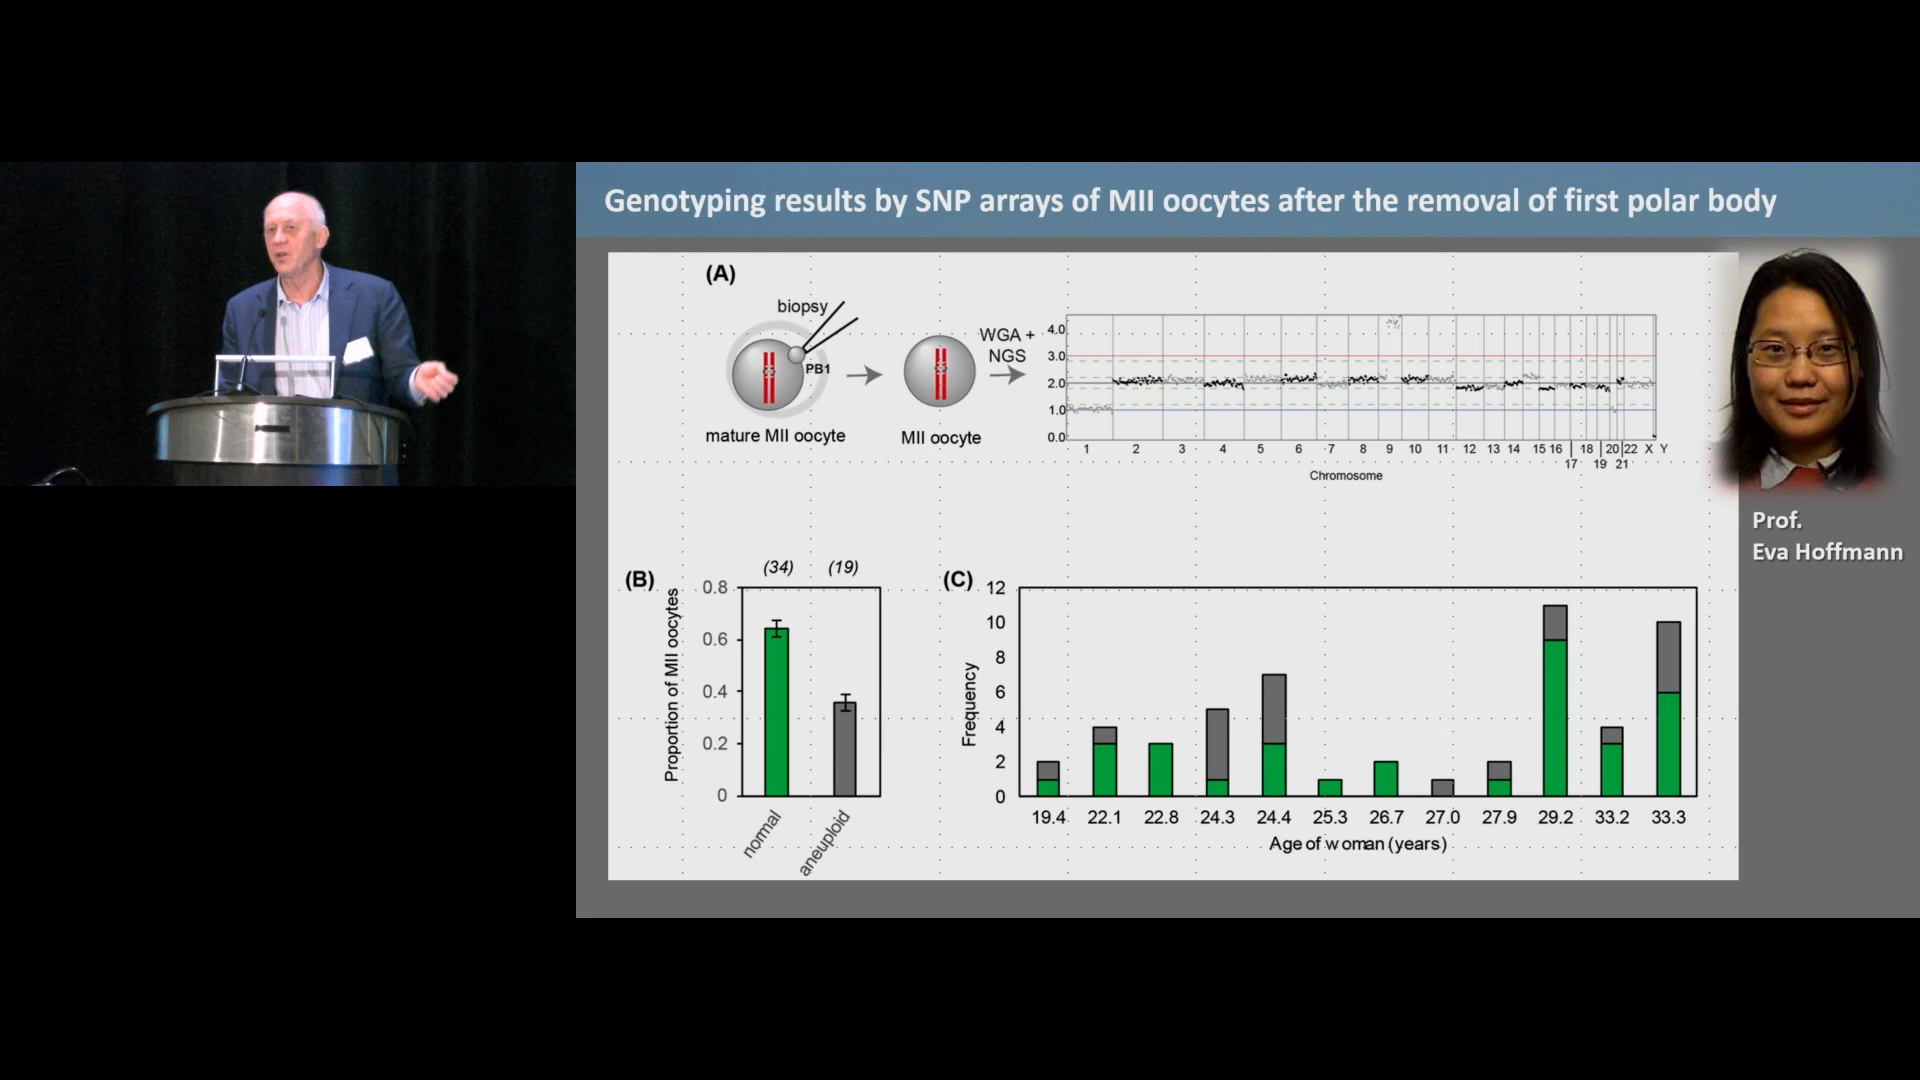 Genotyping results by SNP arrays of MII oocytes after the removal of first polar body
(A)
biopsy
PB1
mature MII oocyte
MII oocyte
WGA +
NGS
4.0
3.0
2.0
1.0
0.0
1 2 3 4 5 6 7 8 9 10 11 12 13 14 15 16 18 20 22 X Y
17 19 21
Chromosome
Prof.
Eva Hoffmann
(B)
(34) (19)
Proportion of MII oocytes
0.8
0.6
0.4
0.2
0
normal
aneuploid
(C)
Frequency
12
10
8
6
4
2
0
19.4 22.1 22.8 24.3 24.4 25.3 26.7 27.0 27.9 29.2 33.2 33.3
Age of woman (years)